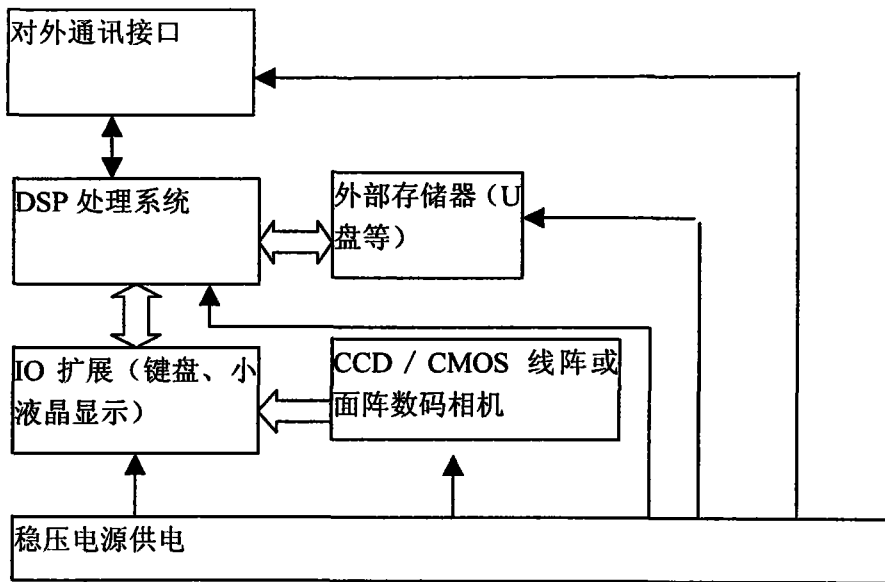 对外通讯接口
DSP 处理系统
外部存储器（U
盘等）
IO 扩展（键盘、小
液晶显示）
CCD / CMOS 线阵或
面阵数码相机
稳压电源供电